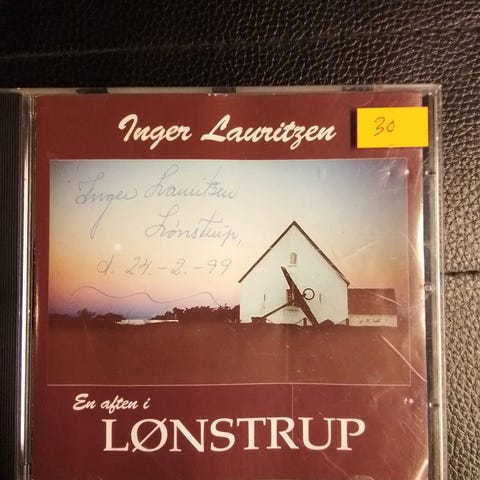 Inger Lauritzen
30
Inger Lauritzen
Lønstrup,
d. 24.-2.-99
En aften i
LØNSTRUP